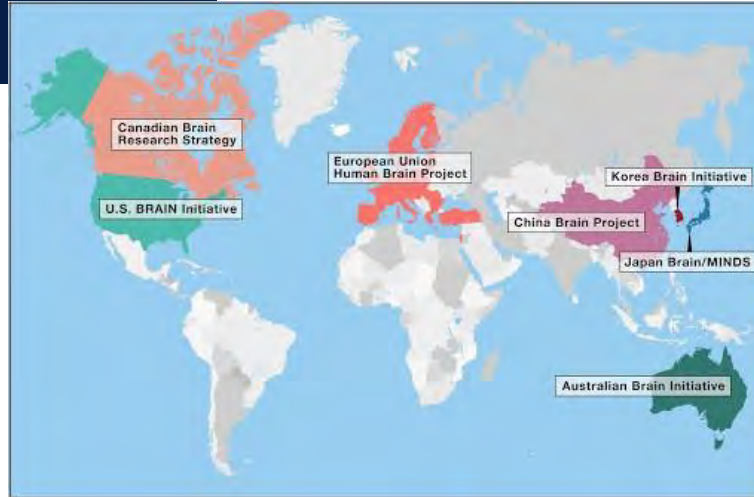 Canadian Brain
Research Strategy
European Union
Human Brain Project
Korea Brain Initiative
U.S. BRAIN Initiative
China Brain Project
Japan Brain/MINDS
Australian Brain Initiative